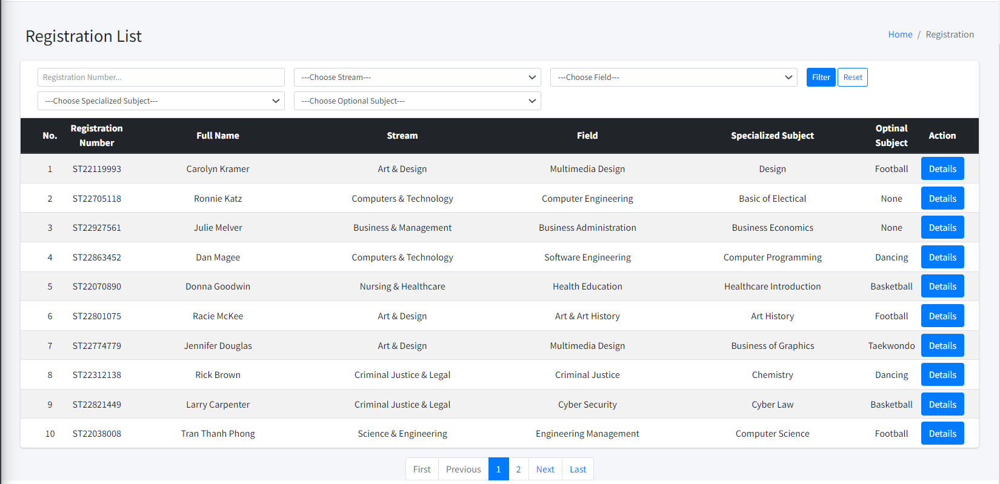 Registration List
Home / Registration
Registration Number...
---Choose Stream---
---Choose Field---
Filter
Reset
---Choose Specialized Subject---
---Choose Optional Subject---
No. Registration Number Full Name Stream Field Specialized Subject Optinal Subject Action
1 ST22119993 Carolyn Kramer Art & Design Multimedia Design Design Football Details
2 ST22705118 Ronnie Katz Computers & Technology Computer Engineering Basic of Electical None Details
3 ST22927561 Julie Melver Business & Management Business Administration Business Economics None Details
4 ST22863452 Dan Magee Computers & Technology Software Engineering Computer Programming Dancing Details
5 ST22070890 Donna Goodwin Nursing & Healthcare Health Education Healthcare Introduction Basketball Details
6 ST22801075 Racie McKee Art & Design Art & Art History Art History Football Details
7 ST22774779 Jennifer Douglas Art & Design Multimedia Design Business of Graphics Taekwondo Details
8 ST22312138 Rick Brown Criminal Justice & Legal Criminal Justice Chemistry Dancing Details
9 ST22821449 Larry Carpenter Criminal Justice & Legal Cyber Security Cyber Law Basketball Details
10 ST22038008 Tran Thanh Phong Science & Engineering Engineering Management Computer Science Football Details
First Previous 1 2 Next Last